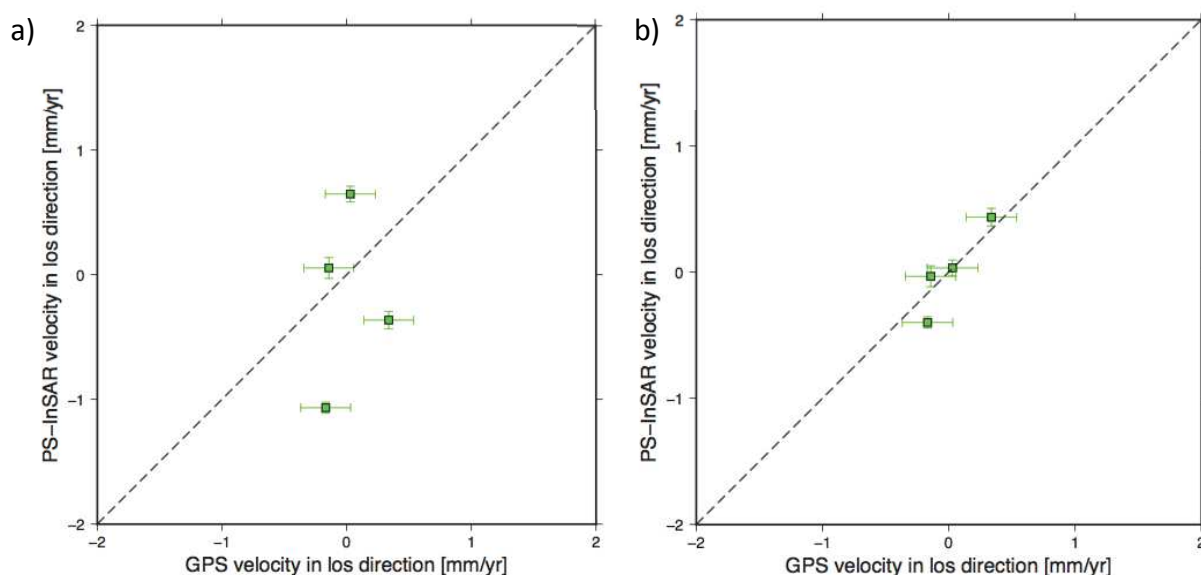 a)
2
1
0
−1
−2
PS−InSAR velocity in los direction [mm/yr]
−2 −1 0 1 2
GPS velocity in los direction [mm/yr]
b)
2
1
0
−1
−2
PS−InSAR velocity in los direction [mm/yr]
−2 −1 0 1 2
GPS velocity in los direction [mm/yr]